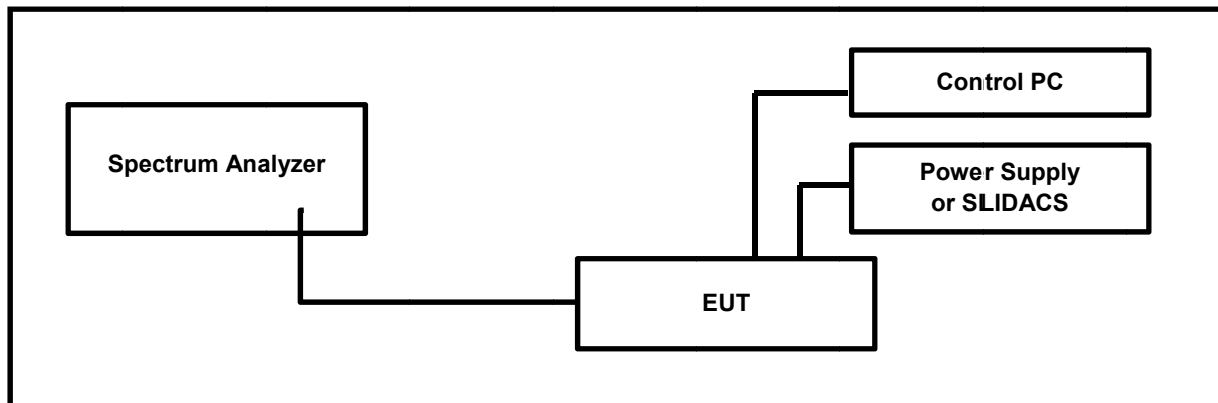 Control PC
Spectrum Analyzer
Power Supply
or SLIDACS
EUT